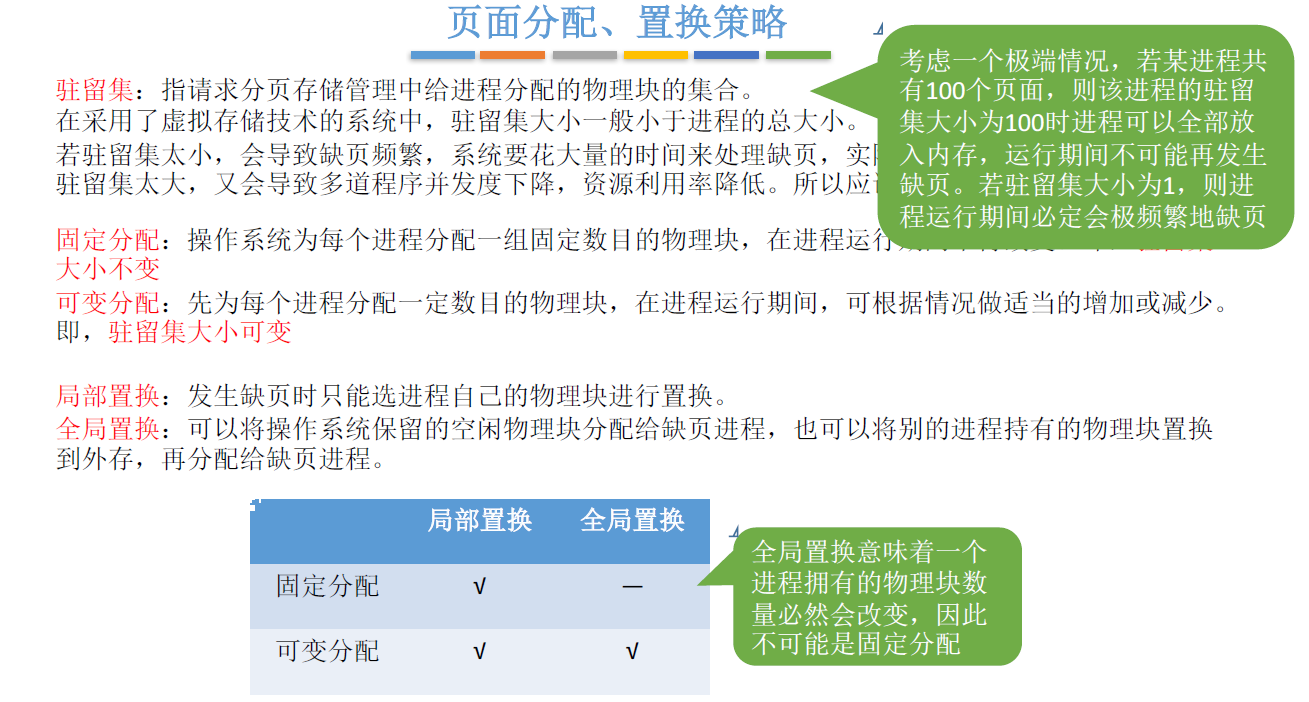 页面分配、置换策略
驻留集：指请求分页存储管理中给进程分配的物理块的集合。
在采用了虚拟存储技术的系统中，驻留集大小一般小于进程的总大小。
若驻留集太小，会导致缺页频繁，系统要花大量的时间来处理缺页，实
驻留集太大，又会导致多道程序并发度下降，资源利用率降低。所以应
考虑一个极端情况，若某进程共
有100个页面，则该进程的驻留
集大小为100时进程可以全部放
入内存，运行期间不可能再发生
缺页。若驻留集大小为1，则进
程运行期间必定会极频繁地缺页
固定分配：操作系统为每个进程分配一组固定数目的物理块，在进程运行
大小不变
可变分配：先为每个进程分配一定数目的物理块，在进程运行期间，可根据情况做适当的增加或减少。
即，驻留集大小可变
局部置换：发生缺页时只能选进程自己的物理块进行置换。
全局置换：可以将操作系统保留的空闲物理块分配给缺页进程，也可以将别的进程持有的物理块置换
到外存，再分配给缺页进程。
局部置换 全局置换
固定分配 √ —
可变分配 √ √
全局置换意味着一个
进程拥有的物理块数
量必然会改变，因此
不可能是固定分配